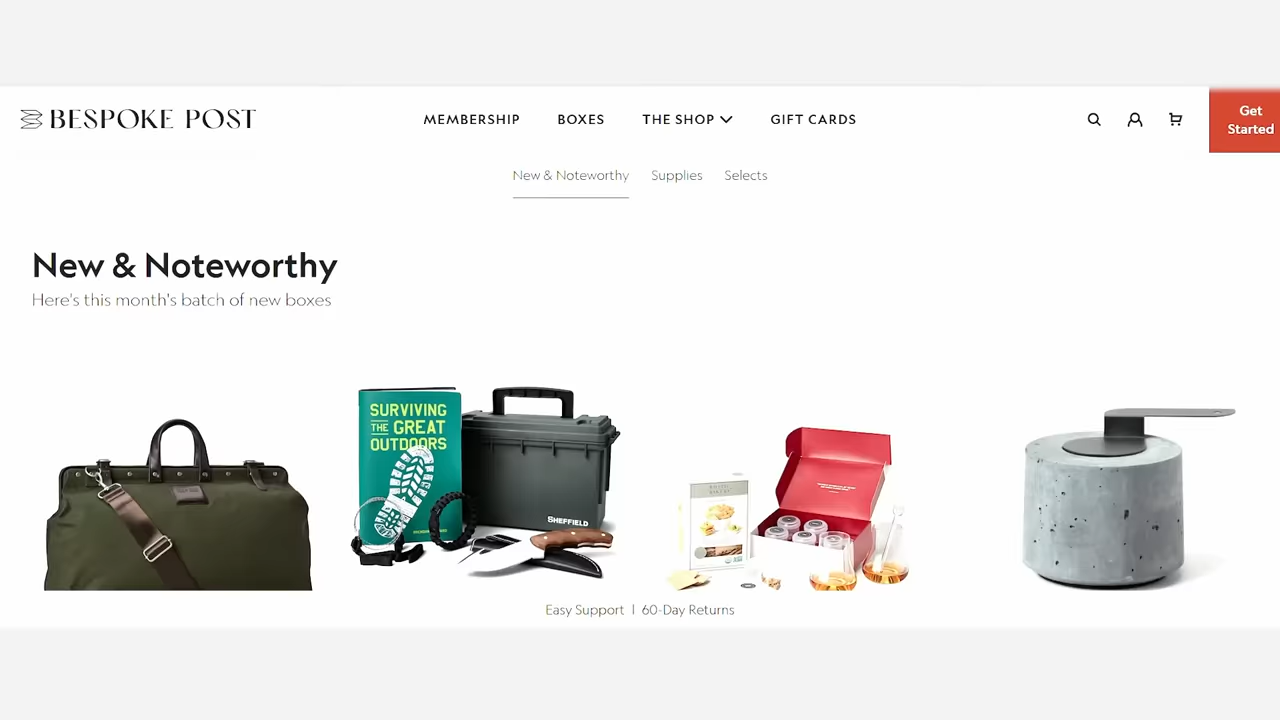 BESPOKE POST
MEMBERSHIP
BOXES
THE SHOP
GIFT CARDS
Get
Started
New & Noteworthy
Supplies
Selects
New & Noteworthy
Here's this month's batch of new boxes
SURVIVING
THE GREAT
OUTDOORS
SHEFFIELD
Easy Support | 60-Day Returns